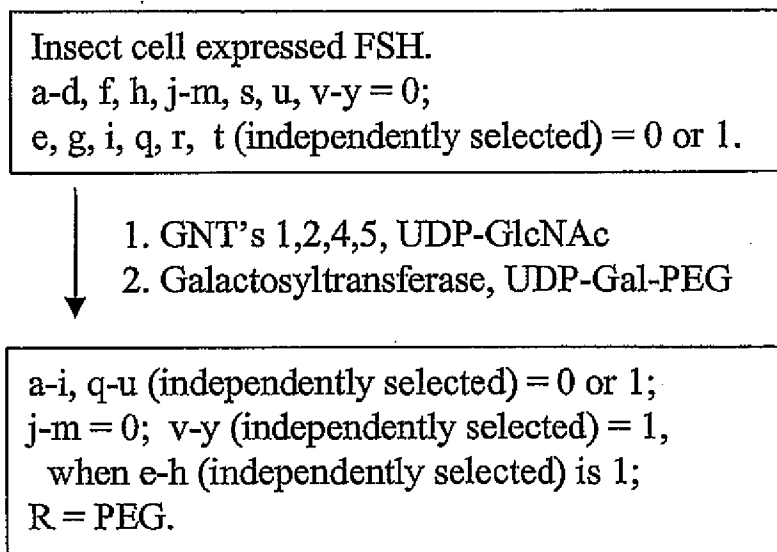 Insect cell expressed FSH.
a-d, f, h, j-m, s, u, v-y = 0;
e, g, i, q, r, t (independently selected) = 0 or 1.
1. GNT's 1,2,4,5, UDP-GlcNAc
2. Galactosyltransferase, UDP-Gal-PEG
a-i, q-u (independently selected) = 0 or 1;
j-m = 0; v-y (independently selected) = 1,
when e-h (independently selected) is 1;
R = PEG.